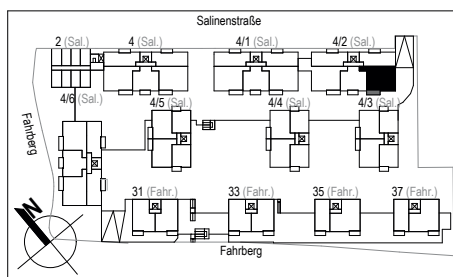 Salinenstraße
2 (Sal.) 4 (Sal.) 4/1 (Sal.) 4/2 (Sal.)
4/6 (Sal.) 4/5 (Sal.) 4/4 (Sal.) 4/3 (Sal.)
Fahrberg
31 (Fahr.) 33 (Fahr.) 35 (Fahr.) 37 (Fahr.)
N
Fahrberg